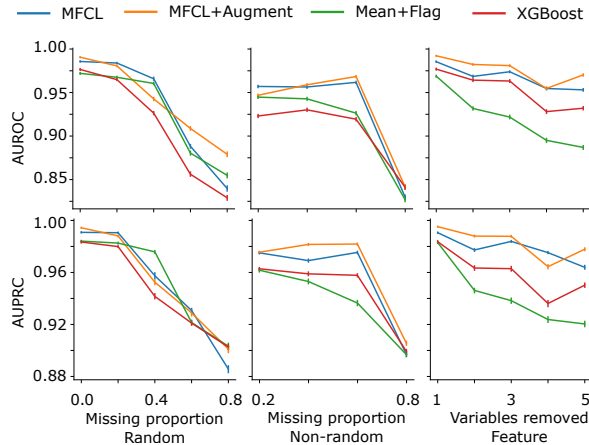 MFCL MFCL+Augment Mean+Flag XGBoost
1.00
0.95
0.90
0.85
AUROC
1.00
0.96
0.92
0.88
AUPRC
0.0 0.4 0.8 0.2 0.8 1 3 5
Missing proportion Missing proportion Variables removed
Random Non-random Feature